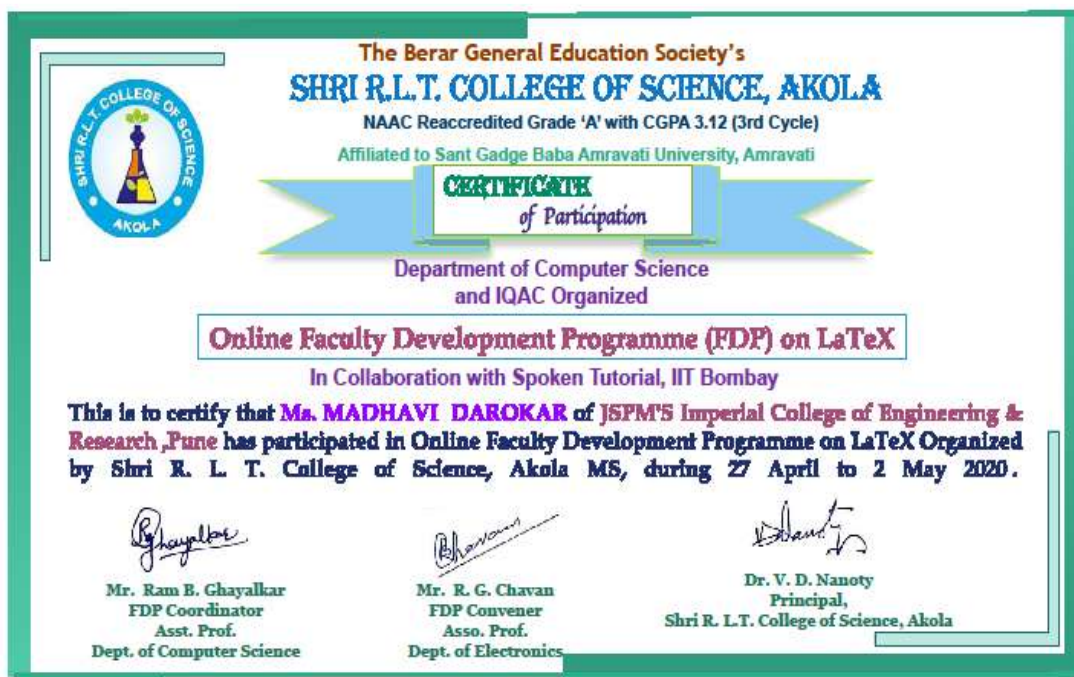 The Berar General Education Society's
SHRI R.L.T. COLLEGE OF SCIENCE, AKOLA
NAAC Reaccredited Grade 'A' with CGPA 3.12 (3rd Cycle)
Affiliated to Sant Gadge Baba Amravati University, Amravati
SHRI R.L.T. COLLEGE OF SCIENCE
AKOLA
CERTIFICATE
of Participation
Department of Computer Science
and IQAC Organized
Online Faculty Development Programme (FDP) on LaTeX
In Collaboration with Spoken Tutorial, IIT Bombay
This is to certify that Ms. MADHAVI DAROKAR of JSPM'S Imperial College of Engineering &
Research ,Pune has participated in Online Faculty Development Programme on LaTeX Organized
by Shri R. L. T. College of Science, Akola MS, during 27 April to 2 May 2020.
Mr. Ram B. Ghayalkar
FDP Coordinator
Asst. Prof.
Dept. of Computer Science
Mr. R. G. Chavan
FDP Convener
Asso. Prof.
Dept. of Electronics
Dr. V. D. Nanoty
Principal,
Shri R. L.T. College of Science, Akola